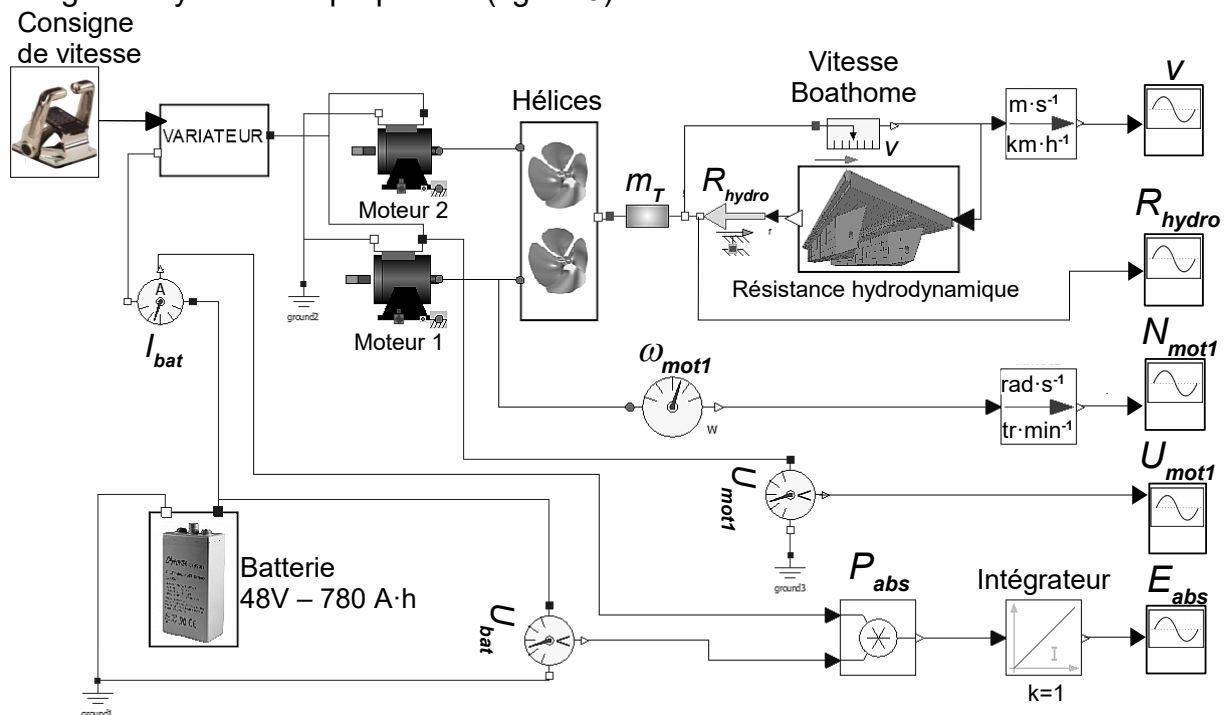 Consigne
de vitesse
VARIATEUR
Moteur 2
Moteur 1
Hélices
m_T
R_hydro
Vitesse
Boathome
v
m·s⁻¹
km·h⁻¹
v
R_hydro
Résistance hydrodynamique
ground2
A
I_bat
ω_mot1
w
rad·s⁻¹
tr·min⁻¹
N_mot1
U_mot1
V
U_mot1
ground3
Batterie
48V – 780 A·h
U_bat
V
P_abs
Intégrateur
I
k=1
E_abs
ground1